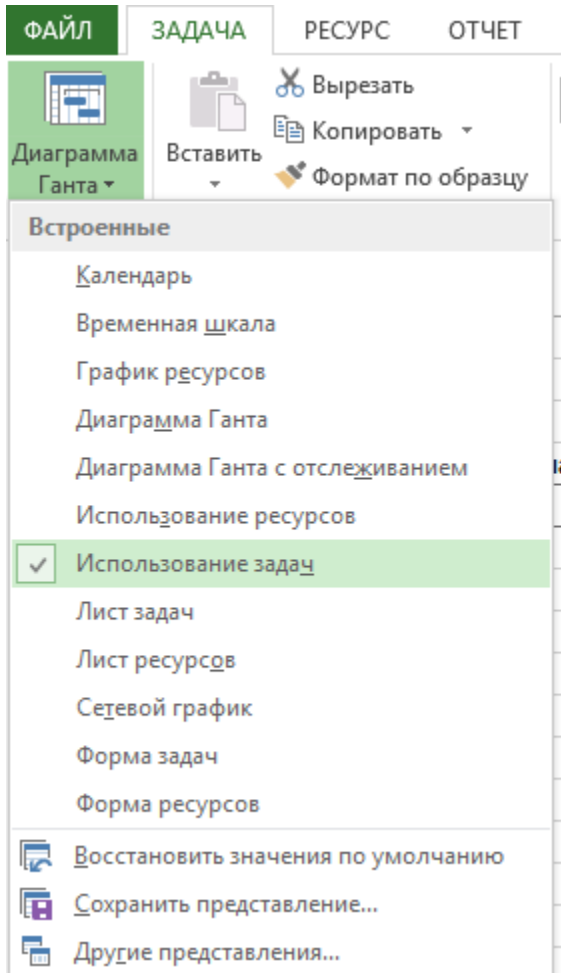 ФАЙЛ ЗАДАЧА РЕСУРС ОТЧЕТ
Диаграмма Ганта
Вставить
Вырезать
Копировать
Формат по образцу
Встроенные
Календарь
Временная шкала
График ресурсов
Диаграмма Ганта
Диаграмма Ганта с отслеживанием
Использование ресурсов
Использование задач
Лист задач
Лист ресурсов
Сетевой график
Форма задач
Форма ресурсов
Восстановить значения по умолчанию
Сохранить представление...
Другие представления...